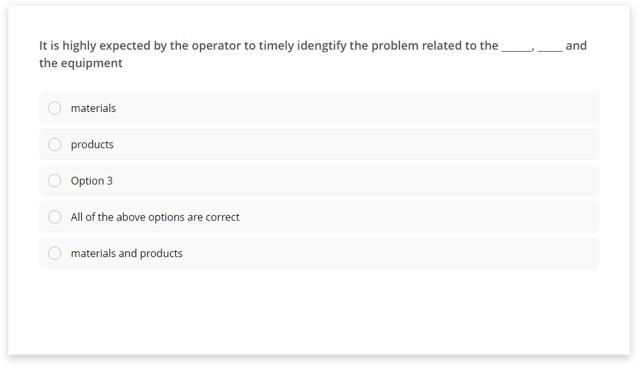 It is highly expected by the operator to timely idengtify the problem related to the _____, ____ and
the equipment
materials
products
Option 3
All of the above options are correct
materials and products